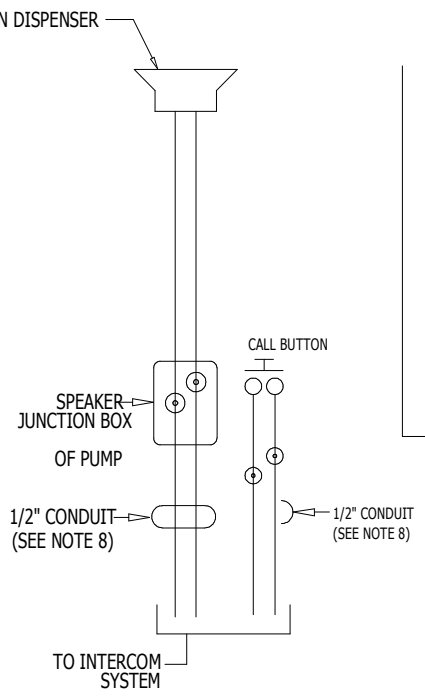 N DISPENSER
CALL BUTTON
SPEAKER
JUNCTION BOX
OF PUMP
1/2" CONDUIT
(SEE NOTE 8)
1/2" CONDUIT
(SEE NOTE 8)
TO INTERCOM
SYSTEM